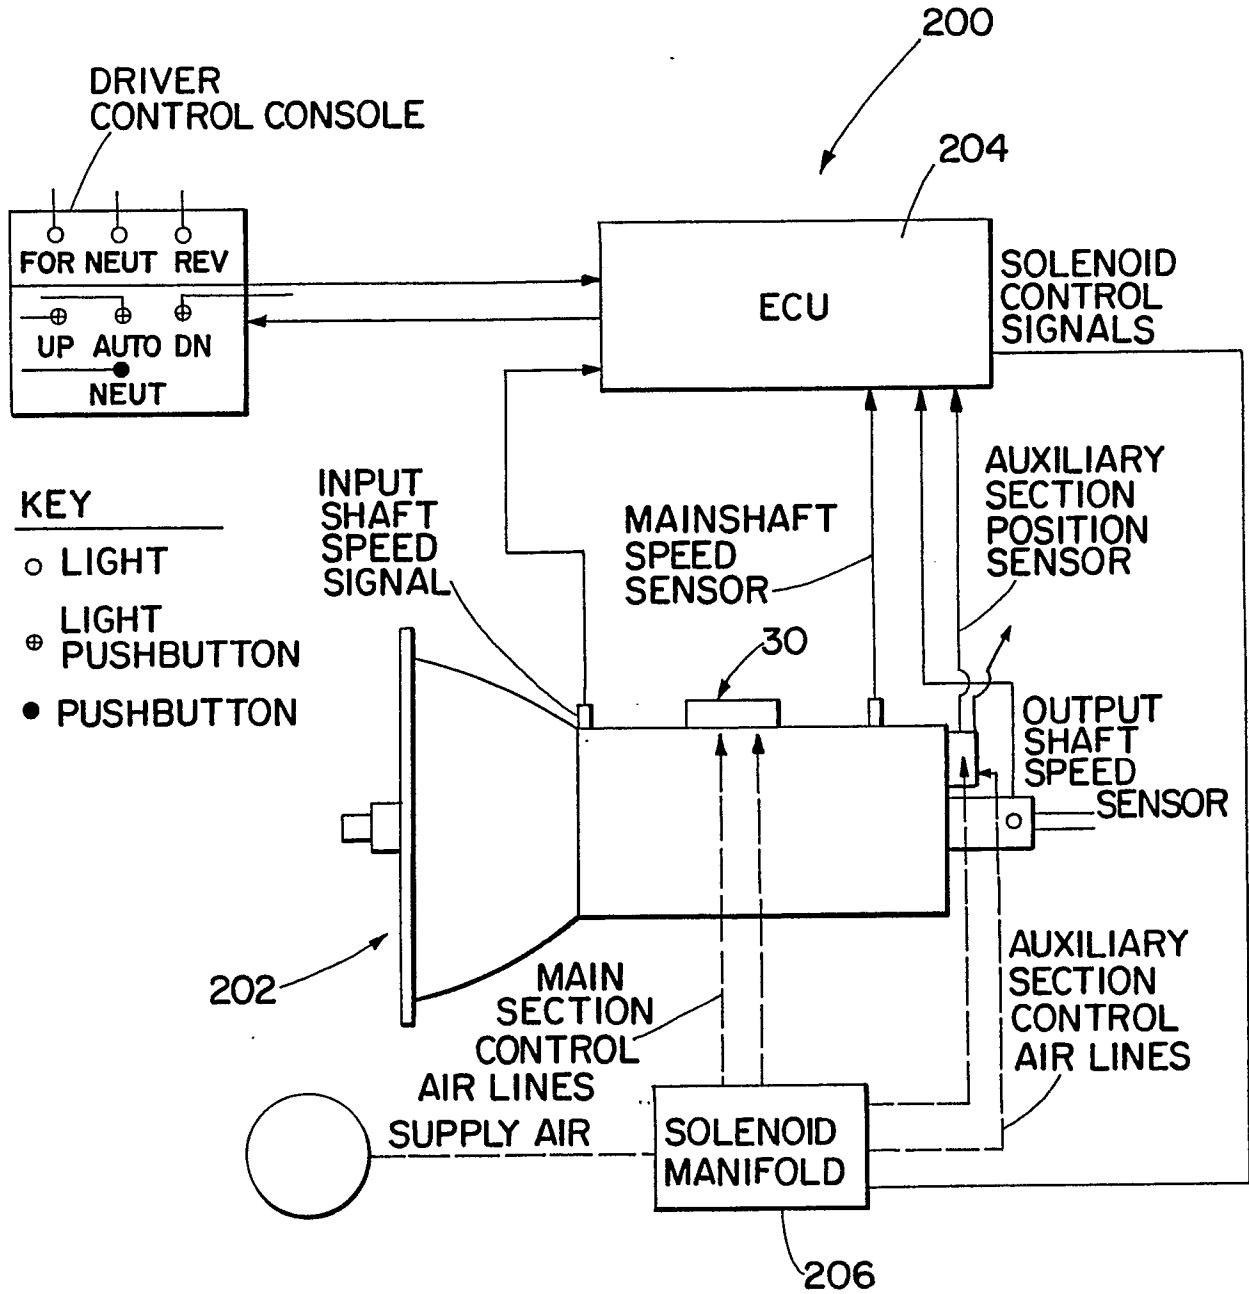 200
DRIVER
CONTROL CONSOLE
204
FOR NEUT REV
UP AUTO DN
NEUT
ECU
SOLENOID
CONTROL
SIGNALS
KEY
LIGHT
LIGHT
PUSHBUTTON
PUSHBUTTON
INPUT
SHAFT
SPEED
SIGNAL
MAINSHAFT
SPEED
SENSOR
AUXILIARY
SECTION
POSITION
SENSOR
30
OUTPUT
SHAFT
SPEED
SENSOR
202
MAIN
SECTION
CONTROL
AIR LINES
AUXILIARY
SECTION
CONTROL
AIR LINES
SUPPLY AIR
SOLENOID
MANIFOLD
206